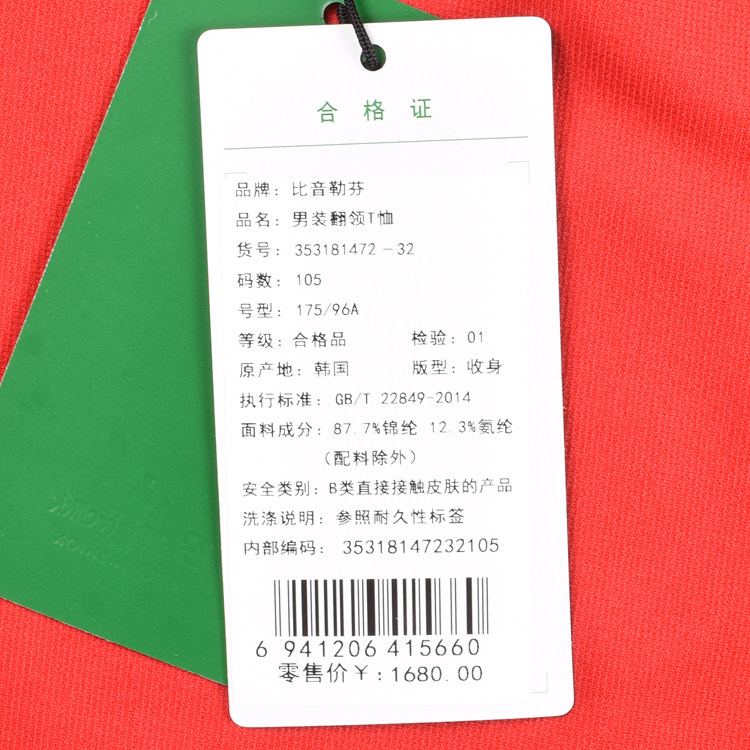 合格证
品牌：比音勒芬
品名：男装翻领T恤
货号：353181472-32
码数：105
号型：175/96A
等级：合格品 检验：01
原产地：韩国 版型：收身
执行标准：GB/T 22849-2014
面料成分：87.7%锦纶 12.3%氨纶
（配料除外）
安全类别：B类直接接触皮肤的产品
洗涤说明：参照耐久性标签
内部编码：35318147232105
6 941206 415660
零售价￥:1680.00